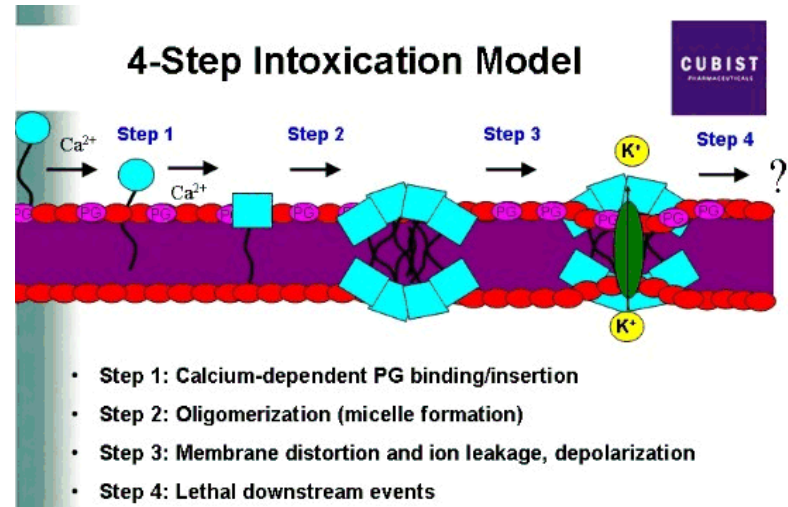 4-Step Intoxication Model
CUBIST
PHARMACEUTICALS
Ca²⁺
Step 1
Ca²⁺
Step 2
Step 3
Step 4
?
K⁺
PG
PG
PG
PG
PG
PG
PG
PG
PG
K⁺
• Step 1: Calcium-dependent PG binding/insertion
• Step 2: Oligomerization (micelle formation)
• Step 3: Membrane distortion and ion leakage, depolarization
• Step 4: Lethal downstream events